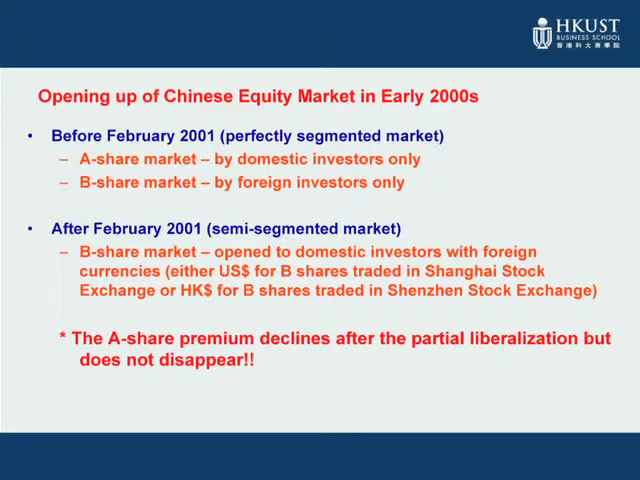 HKUST
BUSINESS SCHOOL
香港科大商學院
Opening up of Chinese Equity Market in Early 2000s
• Before February 2001 (perfectly segmented market)
– A-share market – by domestic investors only
– B-share market – by foreign investors only
• After February 2001 (semi-segmented market)
– B-share market – opened to domestic investors with foreign
currencies (either US$ for B shares traded in Shanghai Stock
Exchange or HK$ for B shares traded in Shenzhen Stock Exchange)
* The A-share premium declines after the partial liberalization but
does not disappear!!